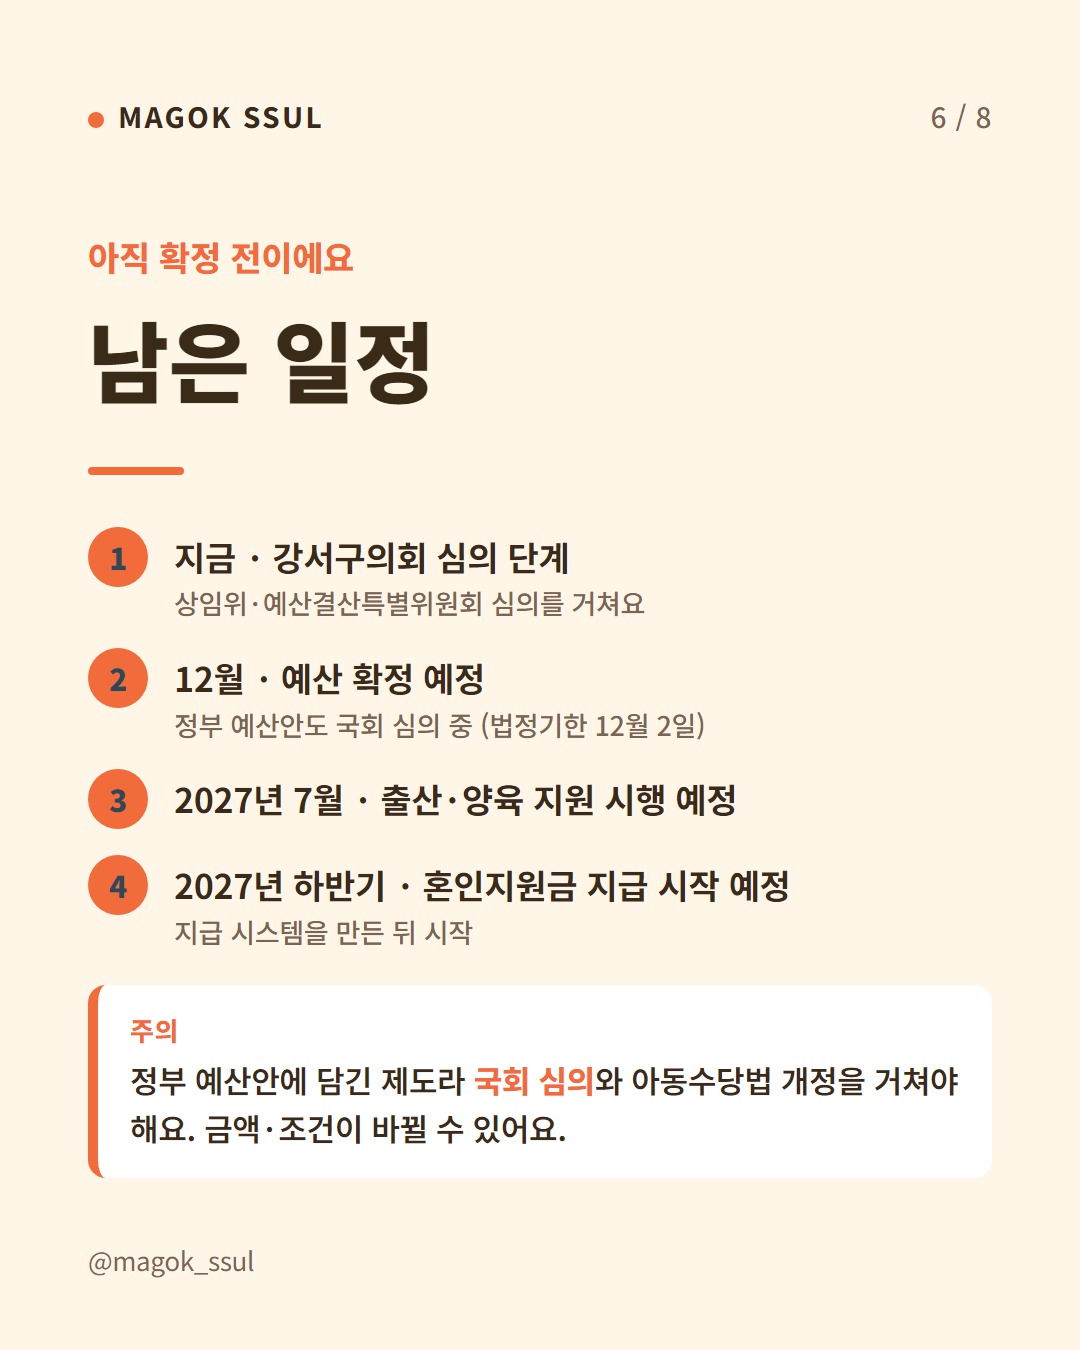 MAGOK SSUL
6 / 8
아직 확정 전이에요
남은 일정
1 지금 · 강서구의회 심의 단계
상임위·예산결산특별위원회 심의를 거쳐요
2 12월 · 예산 확정 예정
정부 예산안도 국회 심의 중 (법정기한 12월 2일)
3 2027년 7월 · 출산·양육 지원 시행 예정
4 2027년 하반기 · 혼인지원금 지급 시작 예정
지급 시스템을 만든 뒤 시작
주의
정부 예산안에 담긴 제도라 국회 심의와 아동수당법 개정을 거쳐야
해요. 금액·조건이 바뀔 수 있어요.
@magok_ssul